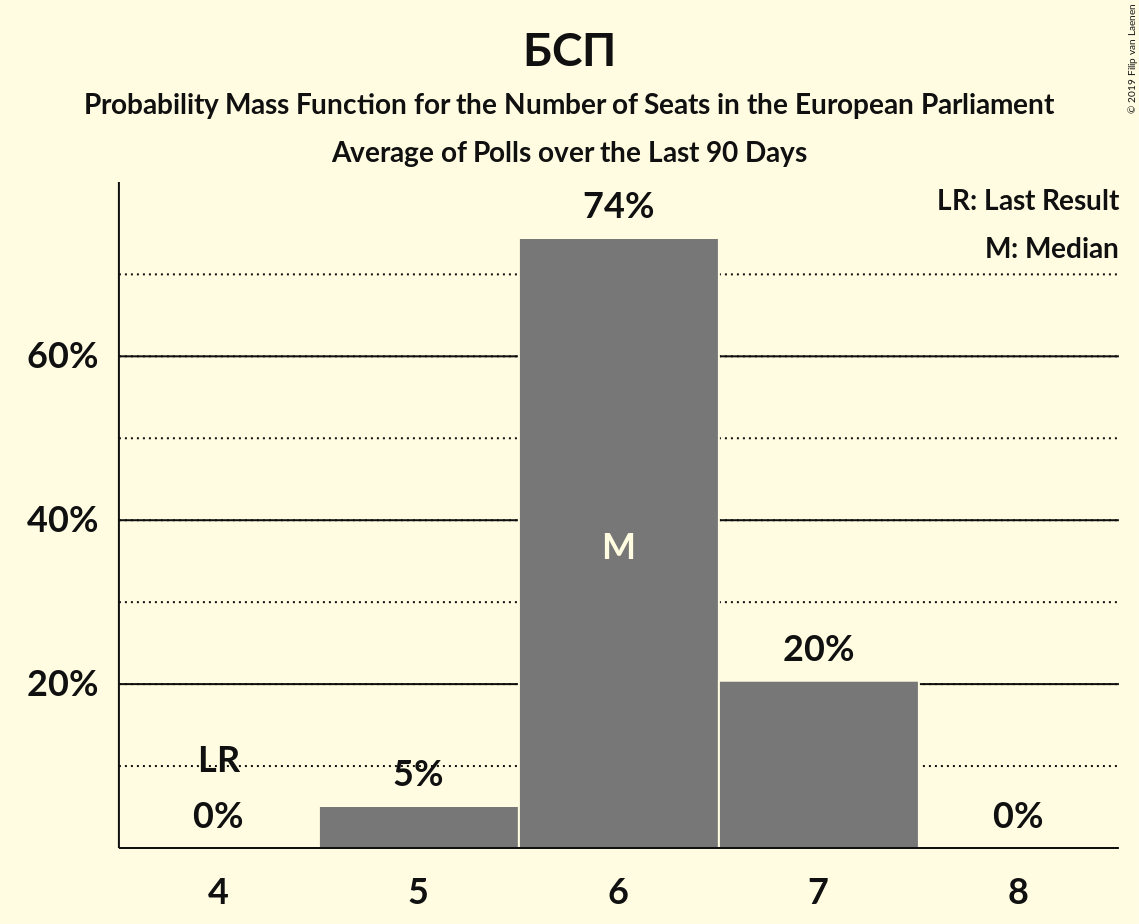 БСП
Probability Mass Function for the Number of Seats in the European Parliament
Average of Polls over the Last 90 Days
© 2019 Filip van Laenen
LR: Last Result
M: Median
74%
60%
M
40%
20%
20%
LR
5%
0%
0%
4 5 6 7 8